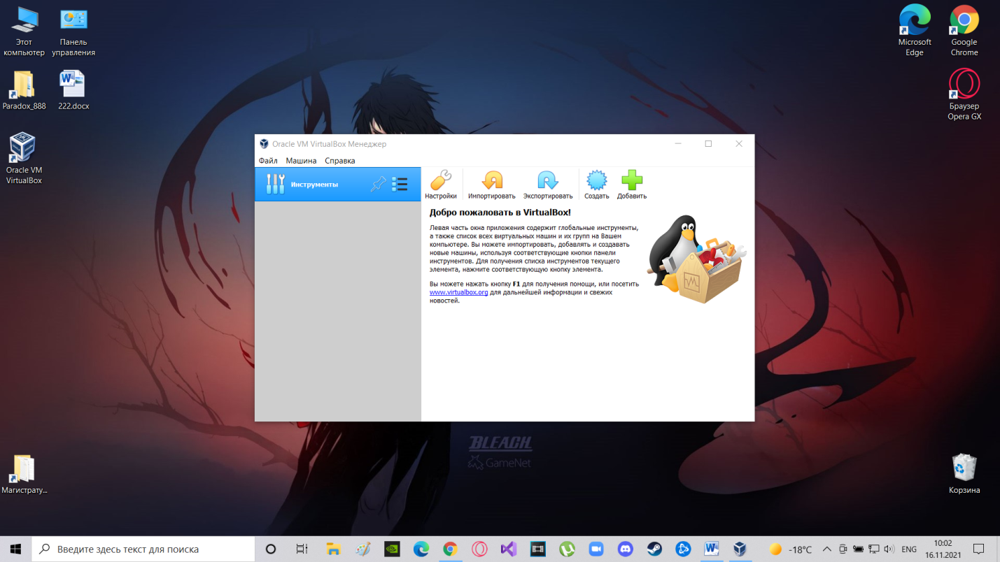 Этот
компьютер
Панель
управления
Microsoft
Edge
Google
Chrome
Paradox_888
222.docx
Браузер
Opera GX
Oracle VM
VirtualBox
Oracle VM VirtualBox Менеджер
Файл Машина Справка
Инструменты
Настройки Импортировать Экспортировать Создать Добавить
Добро пожаловать в VirtualBox!
Левая часть окна приложения содержит глобальные инструменты,
а также список всех виртуальных машин и их групп на Вашем
компьютере. Вы можете импортировать, добавлять и создавать
новые машины, используя соответствующие кнопки панели
инструментов. Для получения списка инструментов текущего
элемента, нажмите соответствующую кнопку элемента.
Вы можете нажать кнопку F1 для получения помощи, или посетить
www.virtualbox.org для дальнейшей информации и свежих
новостей.
BLEACH
GameNet
Магистрату...
Корзина
Введите здесь текст для поиска
-18°C
ENG
10:02
16.11.2021